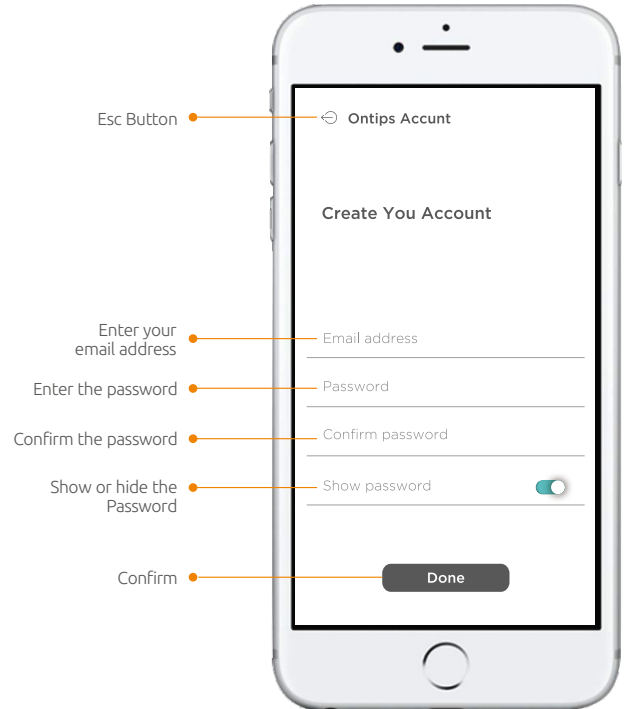 Esc Button
Ontips Accunt
Create You Account
Enter your
email address
Email address
Enter the password
Password
Confirm the password
Confirm password
Show or hide the
Password
Show password
Confirm
Done